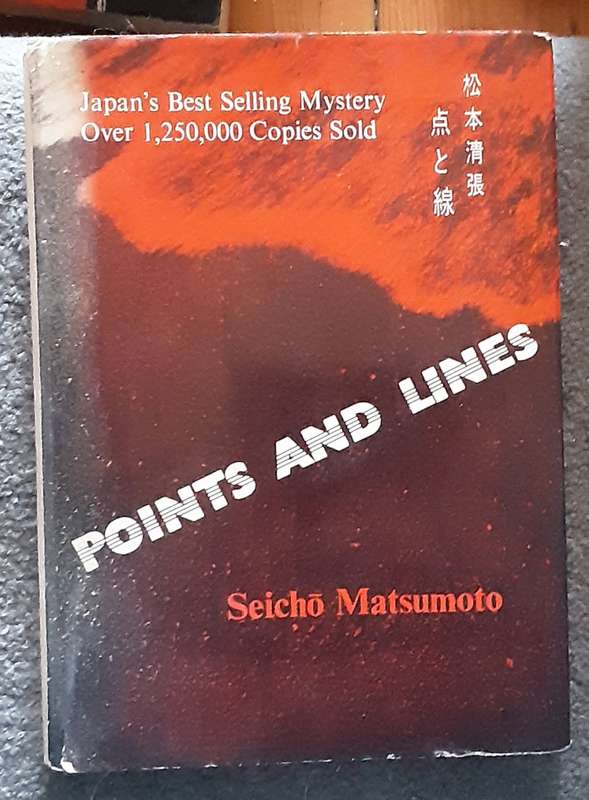 Japan's Best Selling Mystery
Over 1,250,000 Copies Sold
松本清張
点と線
POINTS AND LINES
Seichō Matsumoto